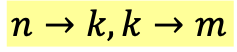 n → k, k → m